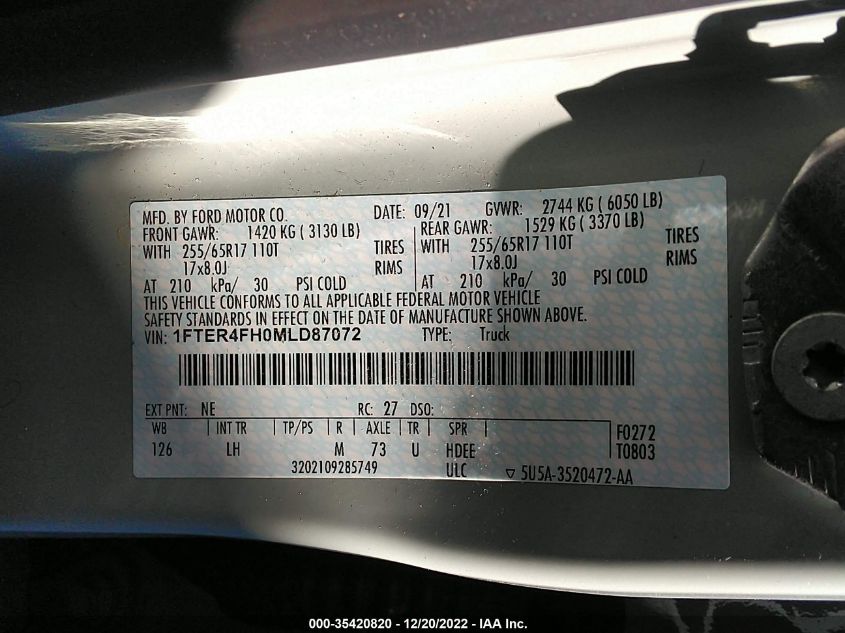 MFD. BY FORD MOTOR CO. DATE: 09/21 GVWR: 2744 KG ( 6050 LB)
FRONT GAWR: 1420 KG ( 3130 LB) REAR GAWR: 1529 KG ( 3370 LB)
WITH 255/65R17 110T TIRES WITH 255/65R17 110T TIRES
17x8.0J RIMS 17x8.0J RIMS
AT 210 kPa/ 30 PSI COLD AT 210 kPa/ 30 PSI COLD
THIS VEHICLE CONFORMS TO ALL APPLICABLE FEDERAL MOTOR VEHICLE
SAFETY STANDARDS IN EFFECT ON THE DATE OF MANUFACTURE SHOWN ABOVE.
VIN: 1FTER4FH0MLD87072 TYPE: Truck
EXT PNT: NE RC: 27 DSO:
WB INT TR TP/PS R AXLE TR SPR F0272
126 LH M 73 U HDEE T0803
3202109285749 ULC ▽ 5U5A-3520472-AA
000-35420820 - 12/20/2022 - IAA Inc.